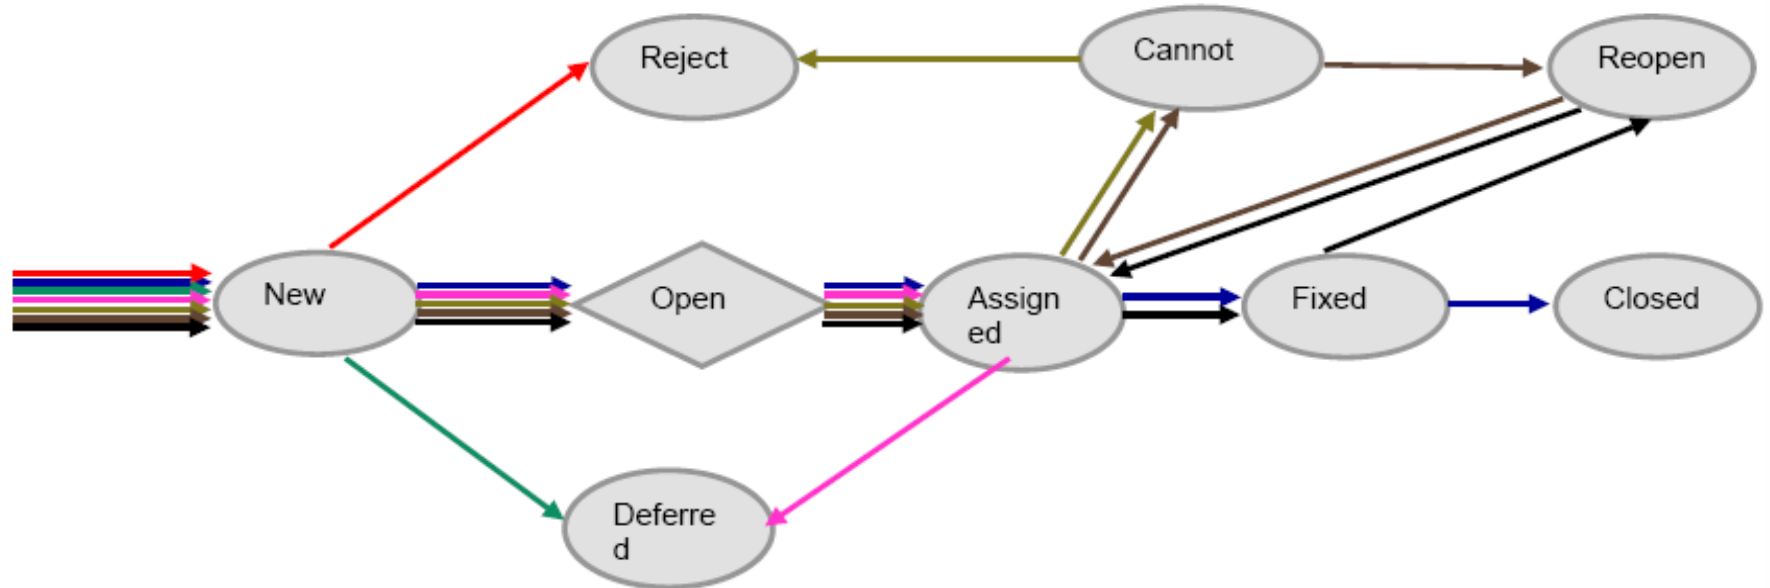 Reject
Cannot
Reopen
New
Open
Assign
ed
Fixed
Closed
Deferre
d